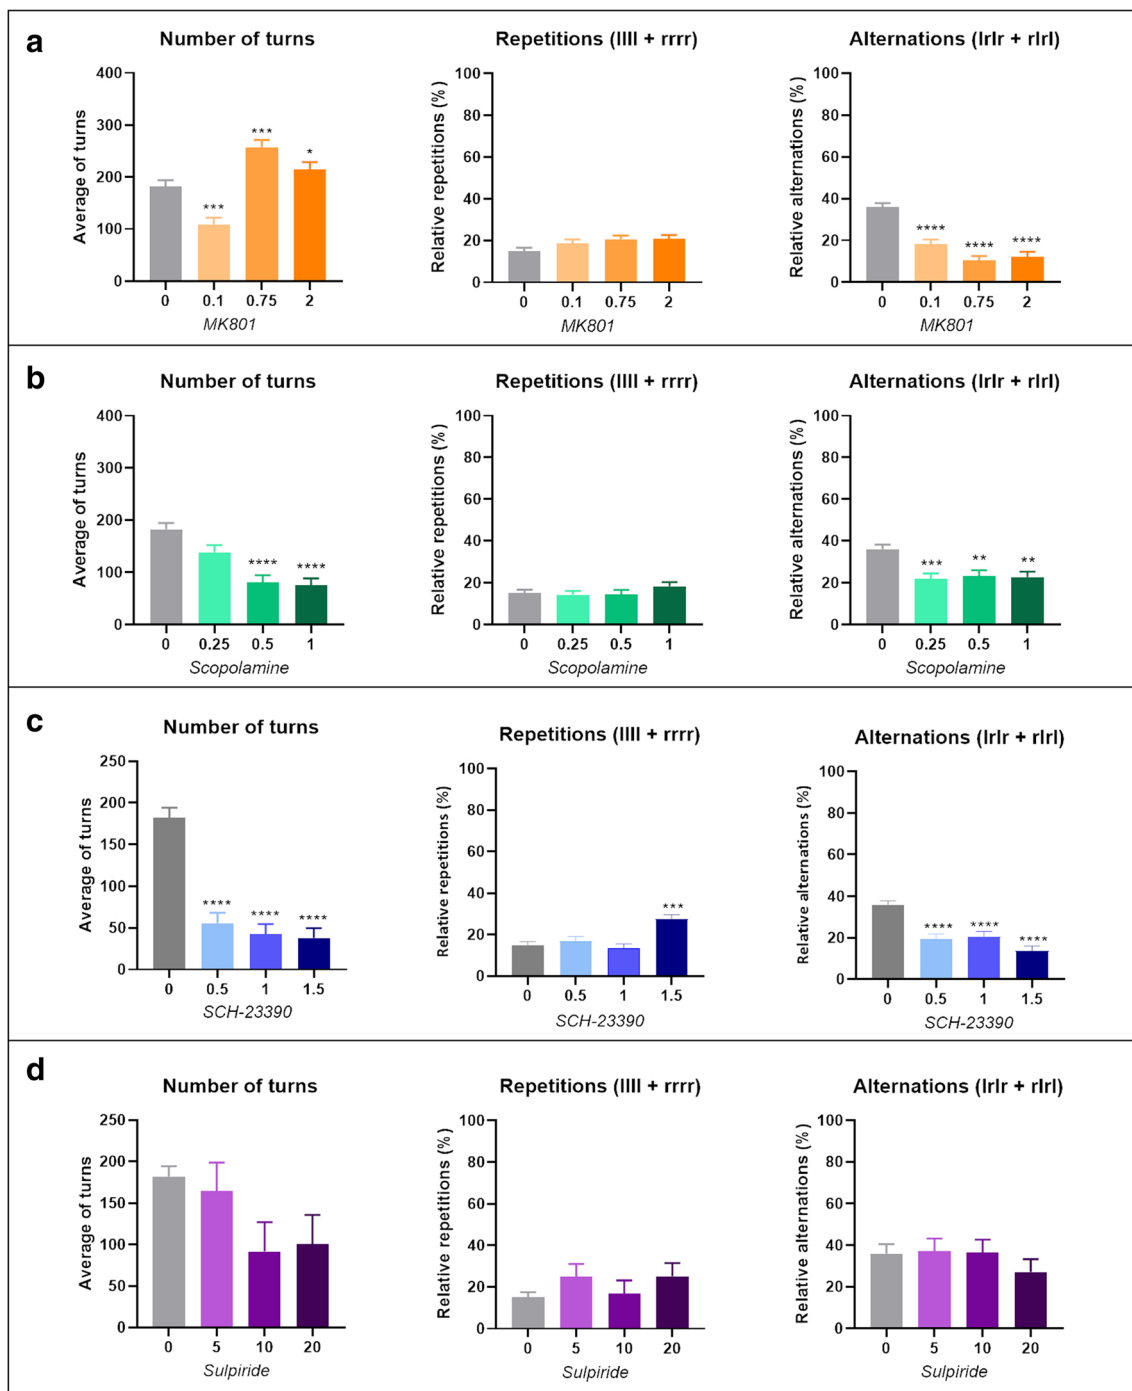 a
Number of turns
Repetitions (llll + rrrr)
Alternations (lrlr + rlrl)
Average of turns
400
300
200
100
0
***
***
*
0 0.1 0.75 2
MK801
Relative repetitions (%)
100
80
60
40
20
0
0 0.1 0.75 2
MK801
Relative alternations (%)
100
80
60
40
20
0
****
****
****
0 0.1 0.75 2
MK801
b
Number of turns
Repetitions (llll + rrrr)
Alternations (lrlr + rlrl)
Average of turns
400
300
200
100
0
****
****
0 0.25 0.5 1
Scopolamine
Relative repetitions (%)
100
80
60
40
20
0
0 0.25 0.5 1
Scopolamine
Relative alternations (%)
100
80
60
40
20
0
***
**
**
0 0.25 0.5 1
Scopolamine
c
Number of turns
Repetitions (llll + rrrr)
Alternations (lrlr + rlrl)
Average of turns
250
200
150
100
50
0
****
****
****
0 0.5 1 1.5
SCH-23390
Relative repetitions (%)
100
80
60
40
20
0
***
0 0.5 1 1.5
SCH-23390
Relative alternations (%)
100
80
60
40
20
0
****
****
****
0 0.5 1 1.5
SCH-23390
d
Number of turns
Repetitions (llll + rrrr)
Alternations (lrlr + rlrl)
Average of turns
250
200
150
100
50
0
0 5 10 20
Sulpiride
Relative repetitions (%)
100
80
60
40
20
0
0 5 10 20
Sulpiride
Relative alternations (%)
100
80
60
40
20
0
0 5 10 20
Sulpiride